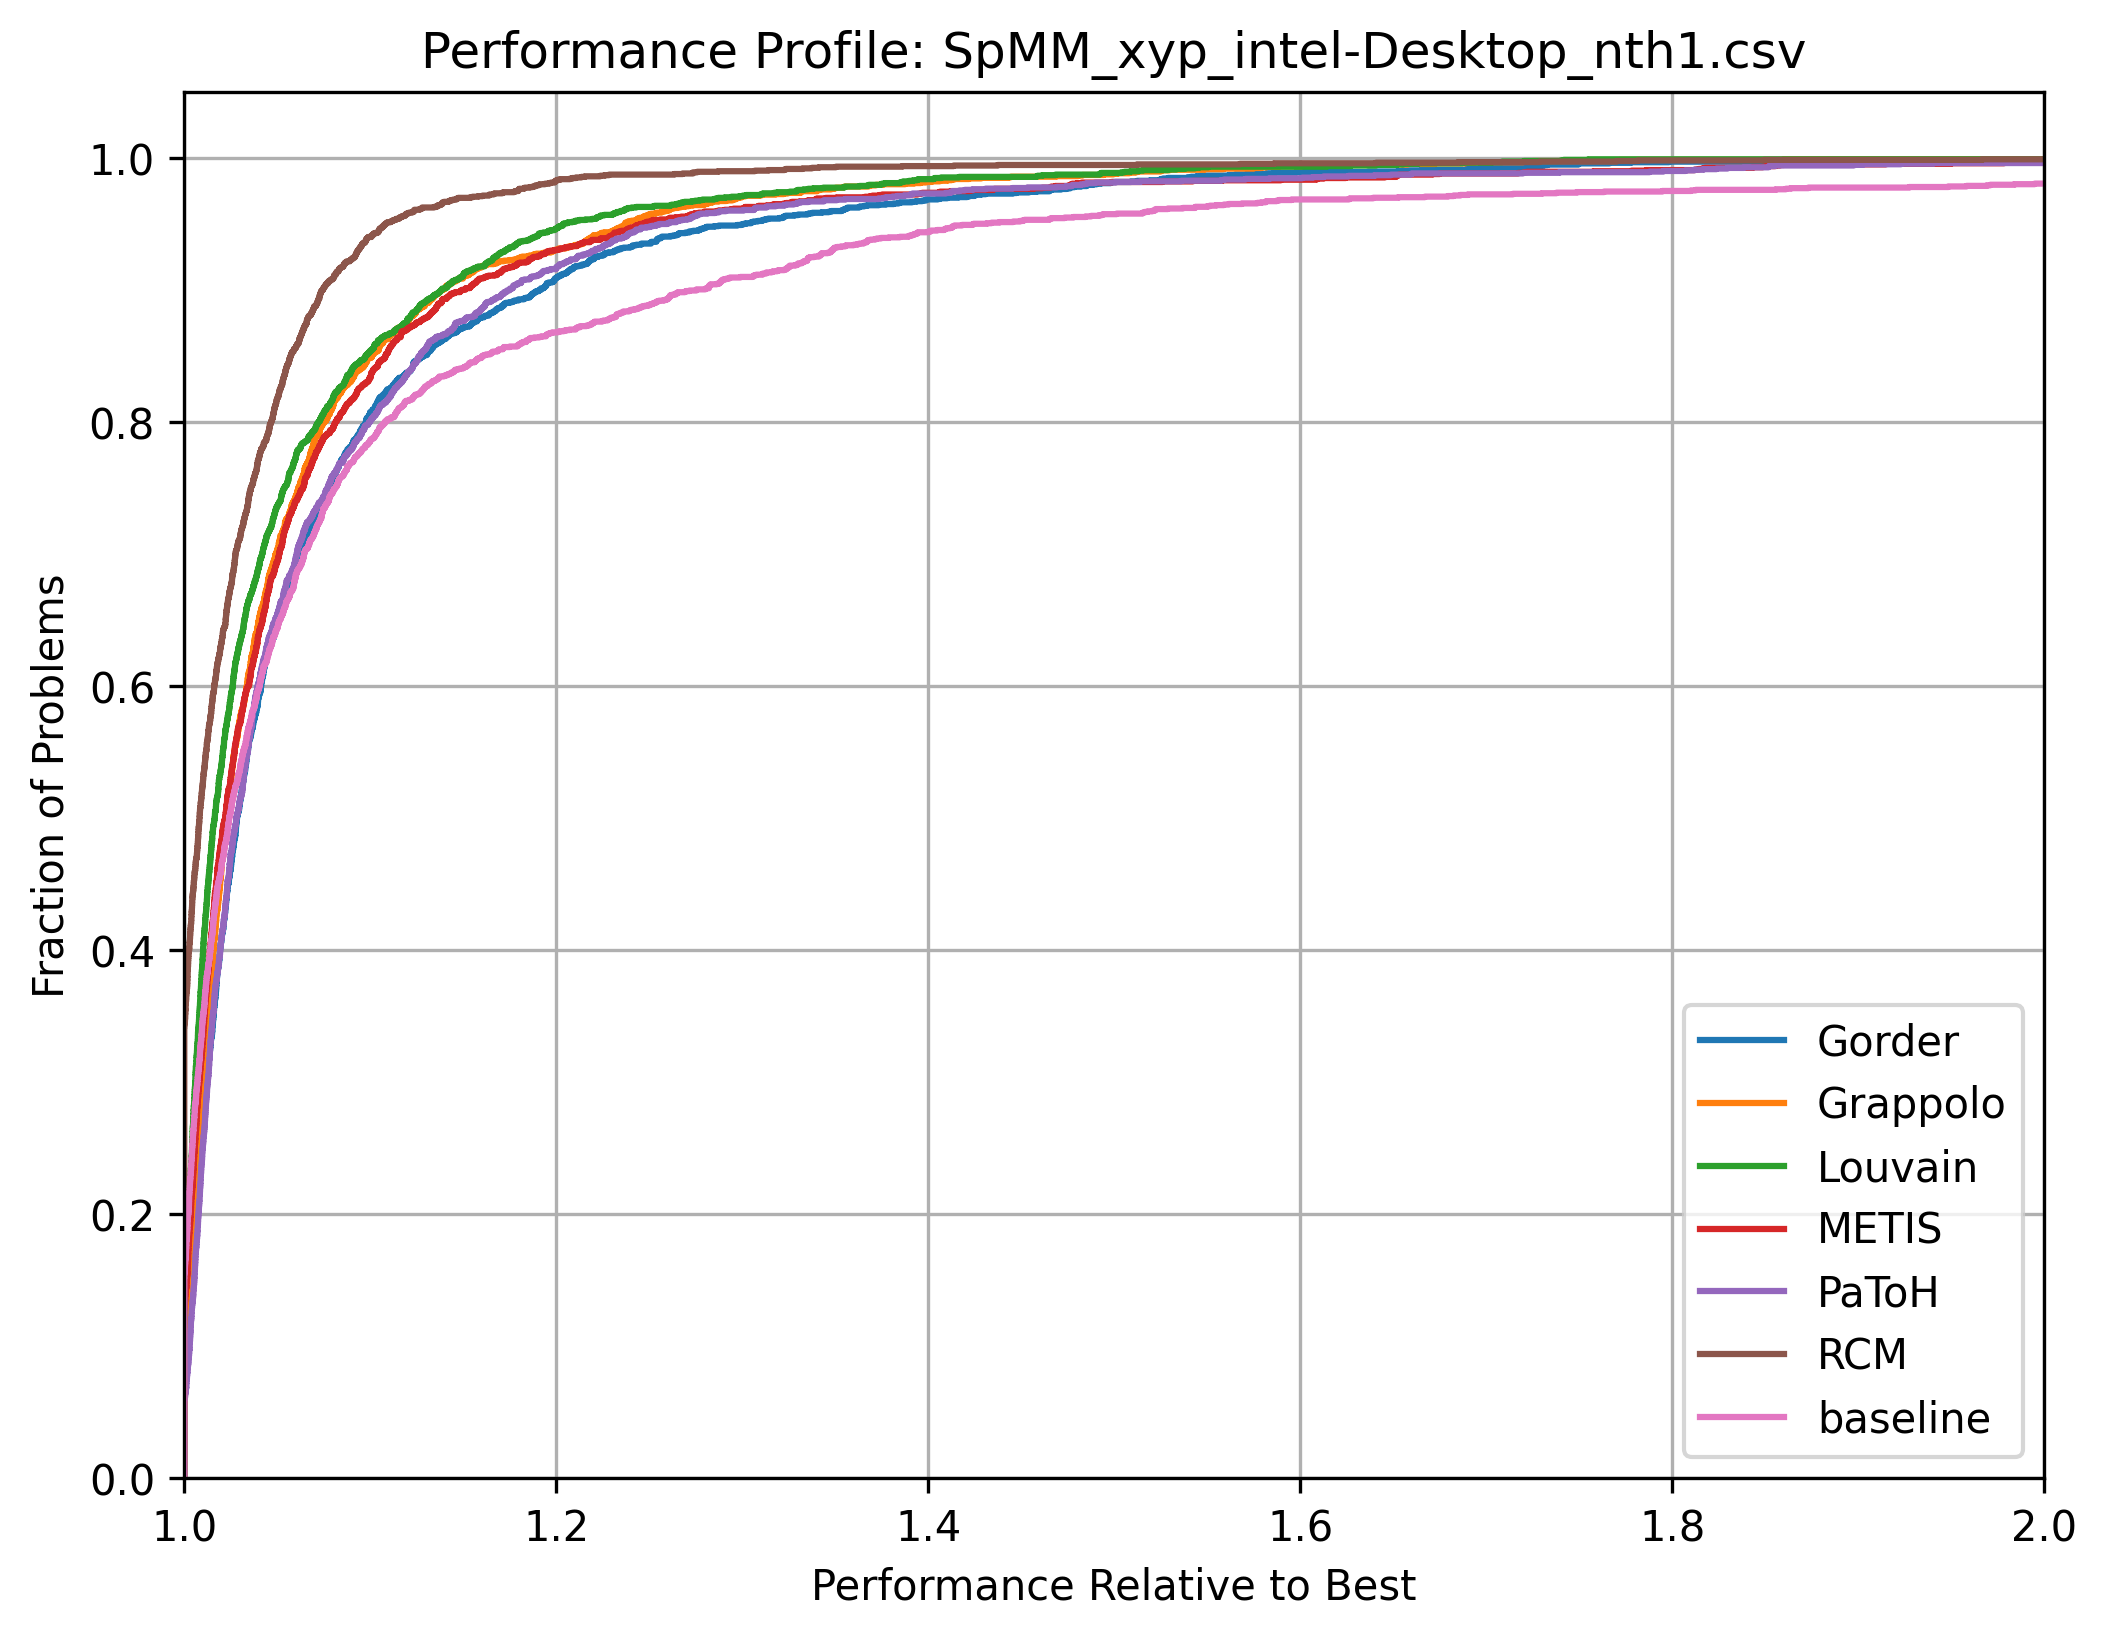 Performance Profile: SpMM_xyp_intel-Desktop_nth1.csv
Fraction of Problems
1.0
0.8
0.6
0.4
0.2
0.0
1.0 1.2 1.4 1.6 1.8 2.0
Performance Relative to Best
Gorder
Grappolo
Louvain
METIS
PaToH
RCM
baseline